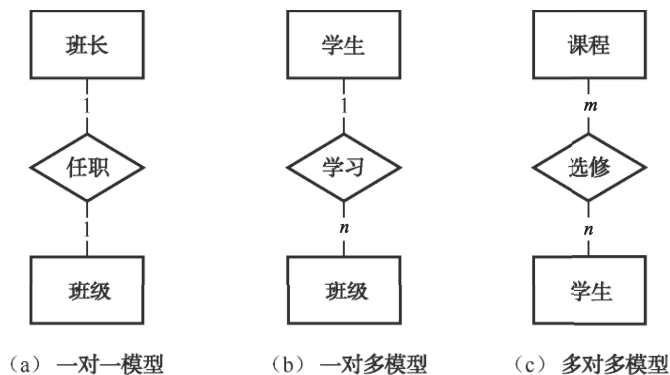 班长
学生
课程
1
1
m
任职
学习
选修
1
n
n
班级
班级
学生
（a） 一对一模型
（b） 一对多模型
（c） 多对多模型